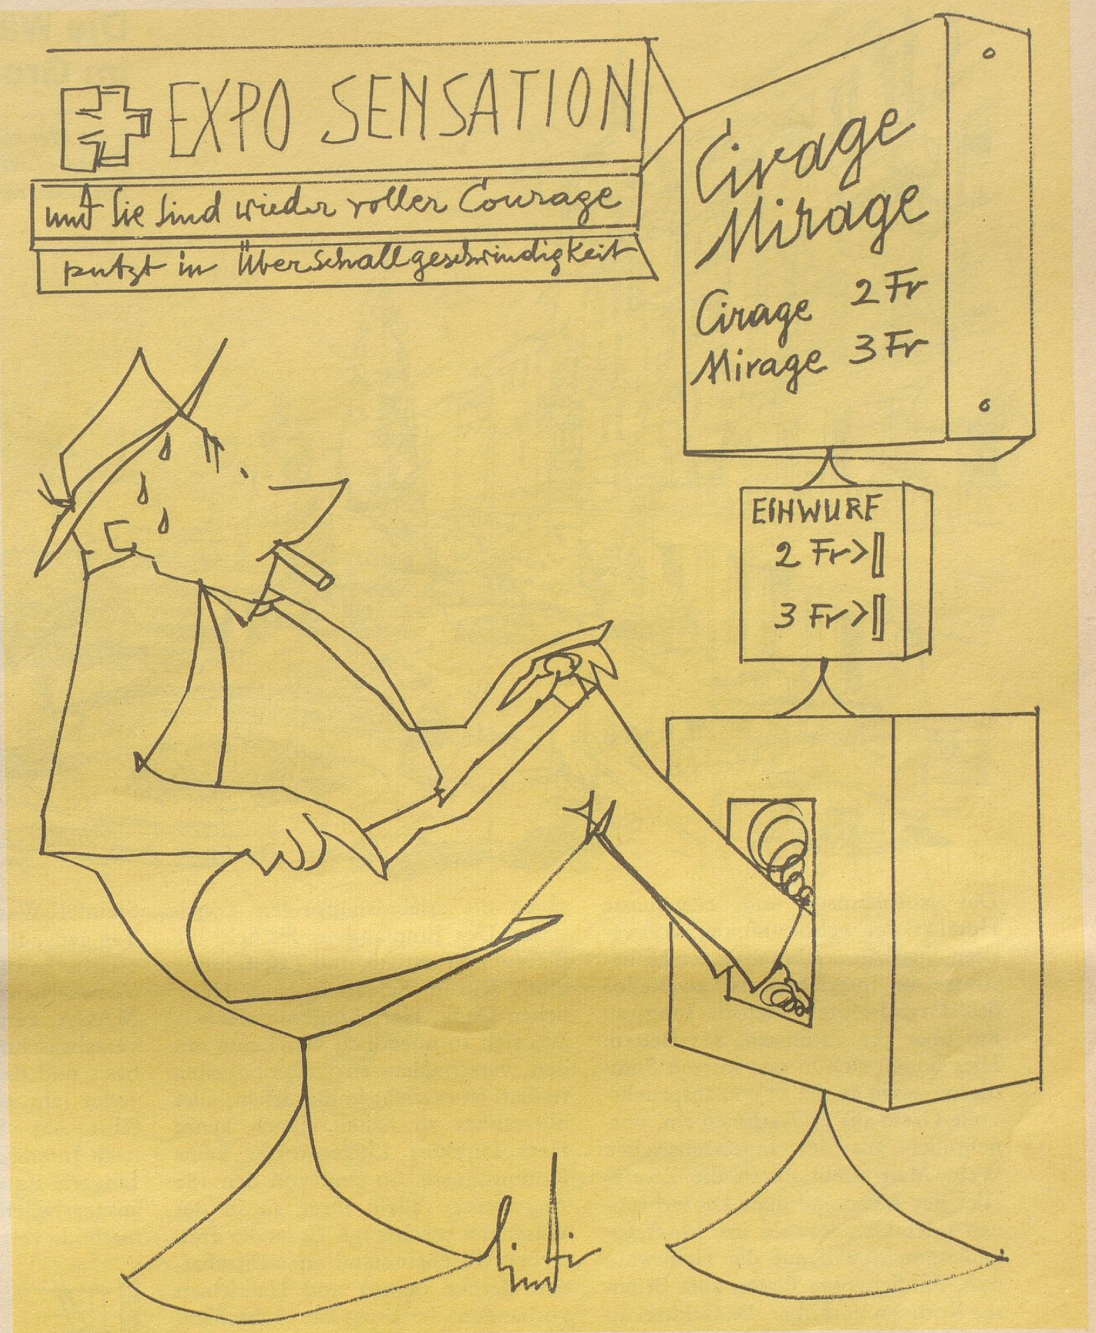 EXPO SENSATION
und Sie sind wieder voller Courage
putzt in Überschallgeschwindigkeit
Cirage
Mirage
Cirage 2 Fr
Mirage 3 Fr
EINWURF
2 Fr >
3 Fr >